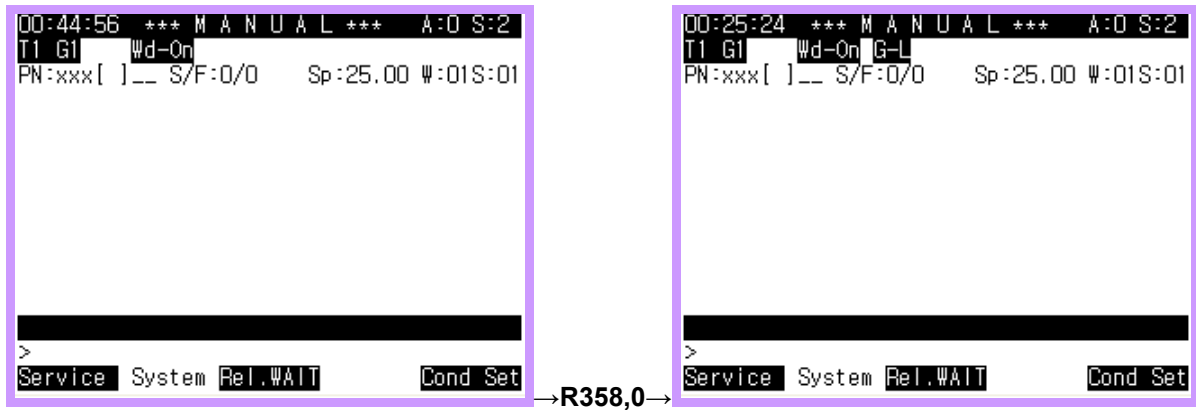 00:44:56 *** M A N U A L *** A:0 S:2
T1 G1 Wd-On
PN:xxx[ ]__ S/F:0/0 Sp:25.00 ₩:01S:01
>
Service System Rel.₩AIT Cond Set
→R358,0→
00:25:24 *** M A N U A L *** A:0 S:2
T1 G1 Wd-On G-L
PN:xxx[ ]__ S/F:0/0 Sp:25.00 ₩:01S:01
>
Service System Rel.₩AIT Cond Set